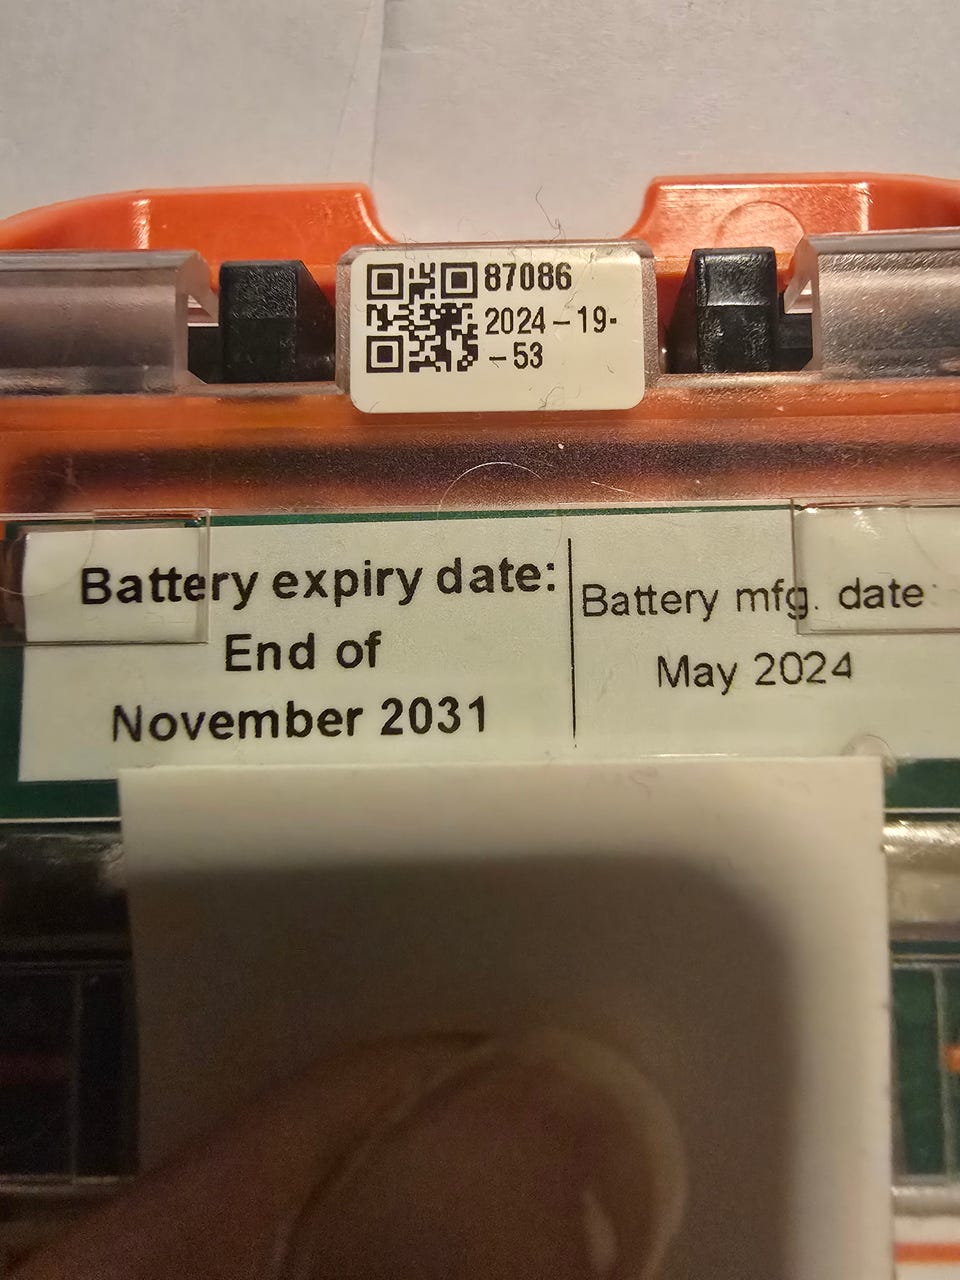 87086
2024-19-
-53
Battery expiry date:
End of
November 2031
Battery mfg. date:
May 2024